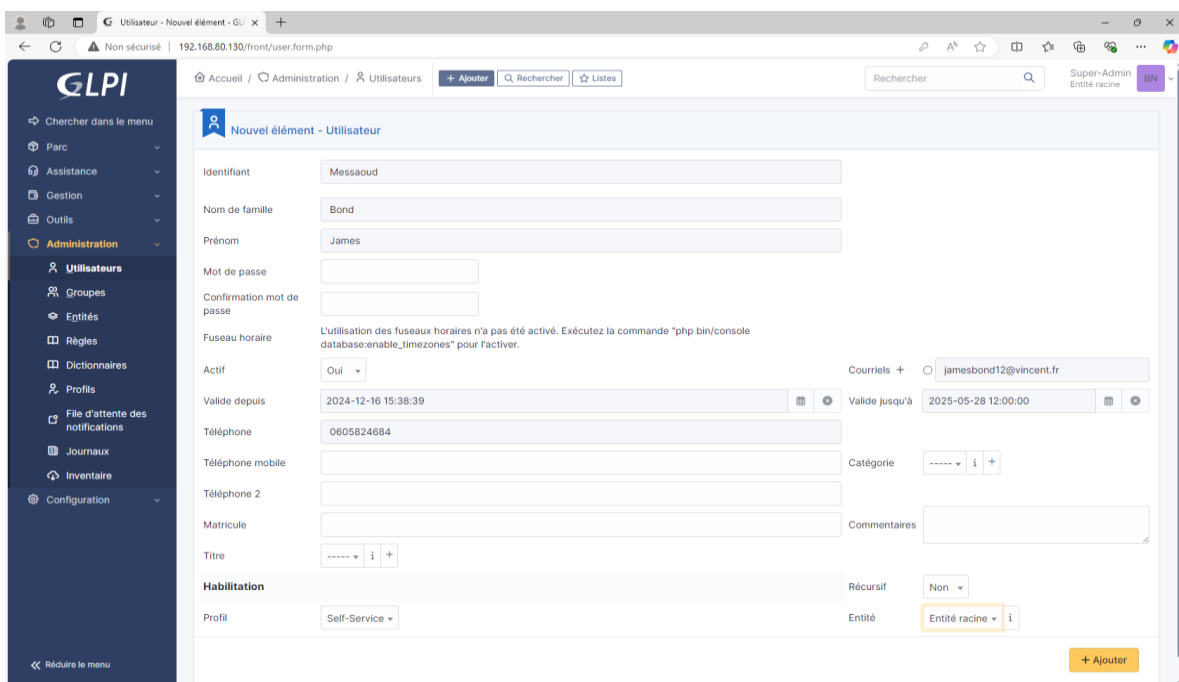 Utilisateur - Nouvel élément - GLI
Non sécurisé
192.168.80.130/front/user.form.php
GLPI
Accueil / Administration / Utilisateurs
+ Ajouter
Rechercher
Listes
Rechercher
Super-Admin
Entité racine
BN
Chercher dans le menu
Parc
Assistance
Gestion
Outils
Administration
Utilisateurs
Groupes
Entités
Règles
Dictionnaires
Profils
File d'attente des
notifications
Journaux
Inventaire
Configuration
Réduire le menu
Nouvel élément - Utilisateur
Identifiant
Messaoud
Nom de famille
Bond
Prénom
James
Mot de passe
Confirmation mot de
passe
Fuseau horaire
L'utilisation des fuseaux horaires n'a pas été activé. Exécutez la commande "php bin/console
database:enable_timezones" pour l'activer.
Actif
Oui
Courriels +
jamesbond12@vincent.fr
Valide depuis
2024-12-16 15:38:39
Valide jusqu'à
2025-05-28 12:00:00
Téléphone
0605824684
Téléphone mobile
Catégorie
----- i +
Téléphone 2
Matricule
Commentaires
Titre
----- i +
Habilitation
Récursif
Non
Profil
Self-Service
Entité
Entité racine i
+ Ajouter